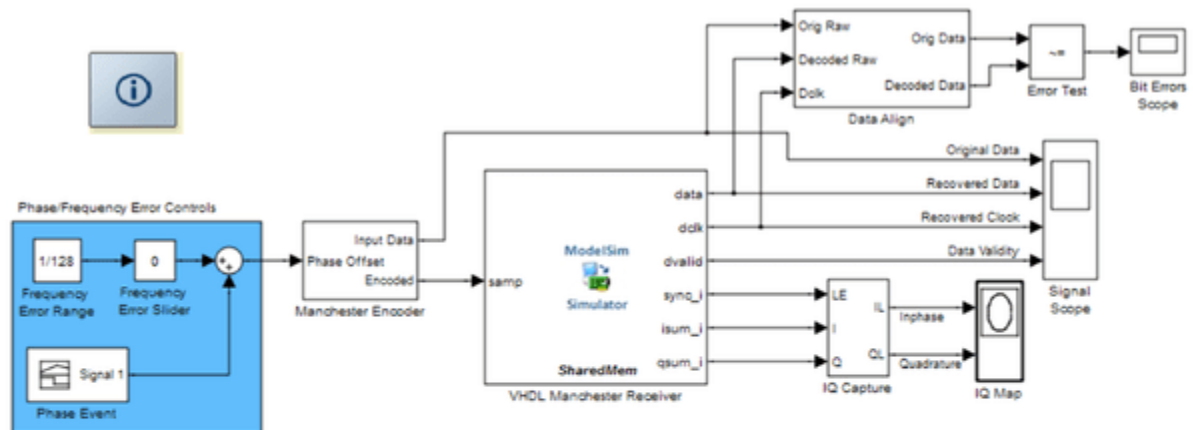 Orig Raw
Orig Data
Decoded Raw
Decoded Data
Dclk
Data Align
~=
Error Test
Bit Errors
Scope
Original Data
Recovered Data
Recovered Clock
Data Validity
Signal
Scope
Phase/Frequency Error Controls
1/128
Frequency
Error Range
0
Frequency
Error Slider
Signal 1
Phase Event
Input Data
Phase Offset
Encoded
Manchester Encoder
samp
ModelSim
Simulator
SharedMem
data
dclk
dvalid
sync_i
isum_i
qsum_i
VHDL Manchester Receiver
LE
I
Q
IL
QL
IQ Capture
Inphase
Quadrature
IQ Map